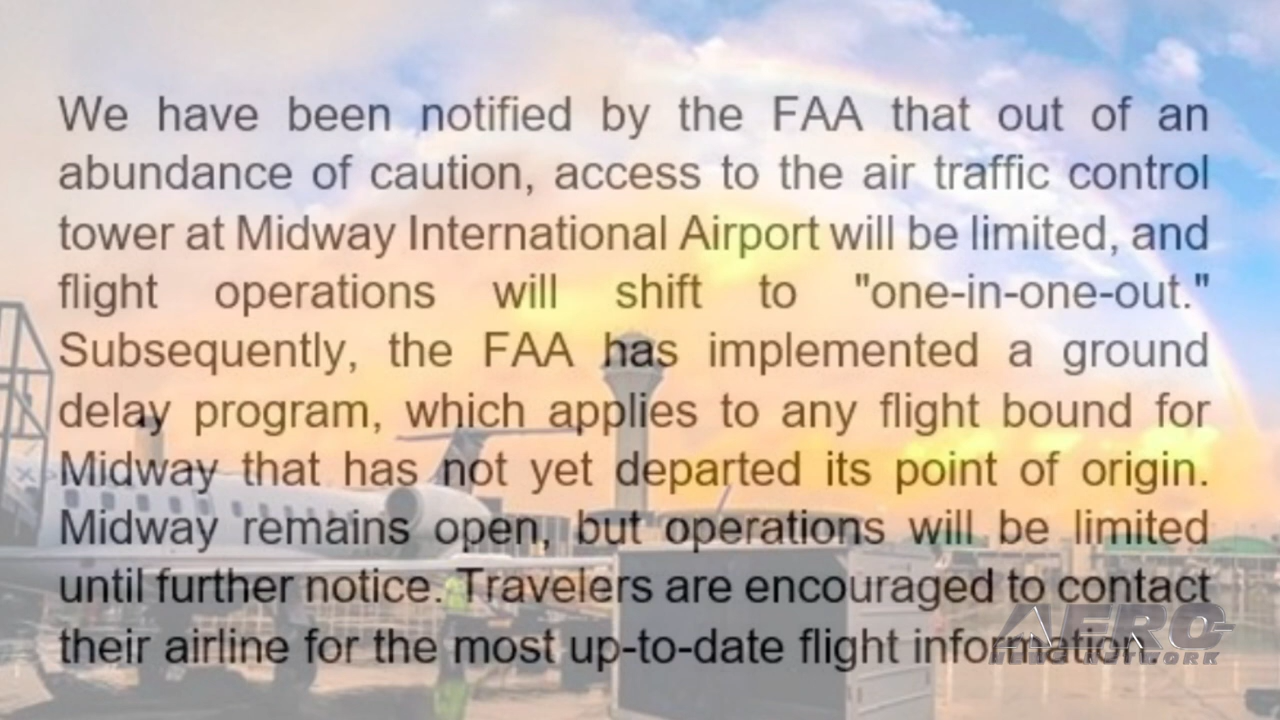 We have been notified by the FAA that out of an
abundance of caution, access to the air traffic control
tower at Midway International Airport will be limited, and
flight operations will shift to "one-in-one-out."
Subsequently, the FAA has implemented a ground
delay program, which applies to any flight bound for
Midway that has not yet departed its point of origin.
Midway remains open, but operations will be limited
until further notice. Travelers are encouraged to contact
their airline for the most up-to-date flight information.
AERO
NEWS NETWORK